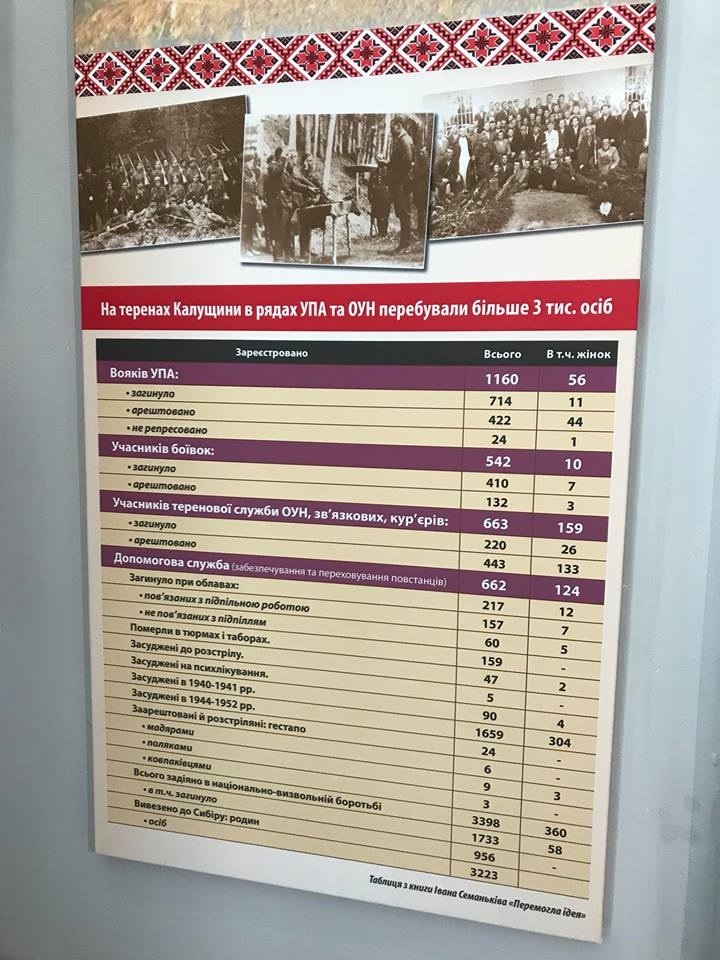 На теренах Калущини в рядах УПА та ОУН перебували більше 3 тис. осіб
Зареєстровано Всього В т.ч. жінок
Вояків УПА: 1160 56
• загинуло 714 11
• арештовано 422 44
• не репресовано 24 1
Учасників боївок: 542 10
• загинуло 410 7
• арештовано 132 3
Учасників теренової служби ОУН, зв’язкових, кур’єрів: 663 159
• загинуло 220 26
• арештовано 443 133
Допомогова служба (забезпечування та переховування повстанців) 662 124
Загинуло при облавах: 217 12
• пов’язаних з підпільною роботою 157 7
• не пов’язаних з підпіллям 60 5
Померли в тюрмах і таборах. 159 -
Засуджені до розстрілу. 47 2
Засуджені на психлікування. 5 -
Засуджені в 1940-1941 рр. 90 4
Засуджені в 1944-1952 рр. 1659 304
Заарештовані й розстріляні: гестапо 24 -
• мадярами 6 -
• поляками 9 3
• ковпаківцями 3 -
Всього задіяно в національно-визвольній боротьбі 3398 360
• в т.ч. загинуло 1733 58
Вивезено до Сибіру: родин 956 -
• осіб 3223
Таблиця з книги Івана Семаньківа «Перемогла ідея»